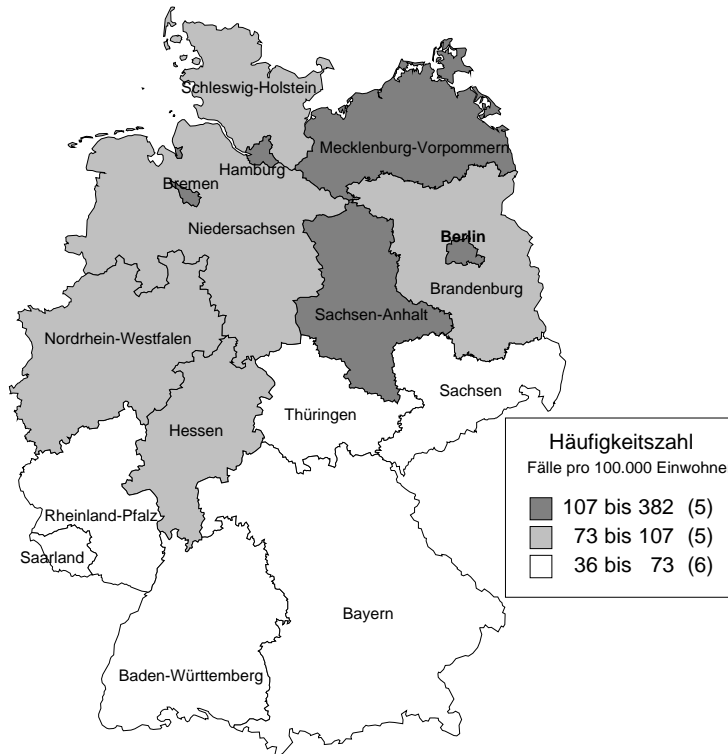 Schleswig-Holstein
Mecklenburg-Vorpommern
Hamburg
Bremen
Niedersachsen
Berlin
Brandenburg
Sachsen-Anhalt
Nordrhein-Westfalen
Sachsen
Thüringen
Hessen
Häufigkeitszahl
Fälle pro 100.000 Einwohne
107 bis 382 (5)
73 bis 107 (5)
36 bis 73 (6)
Rheinland-Pfalz
Saarland
Bayern
Baden-Württemberg